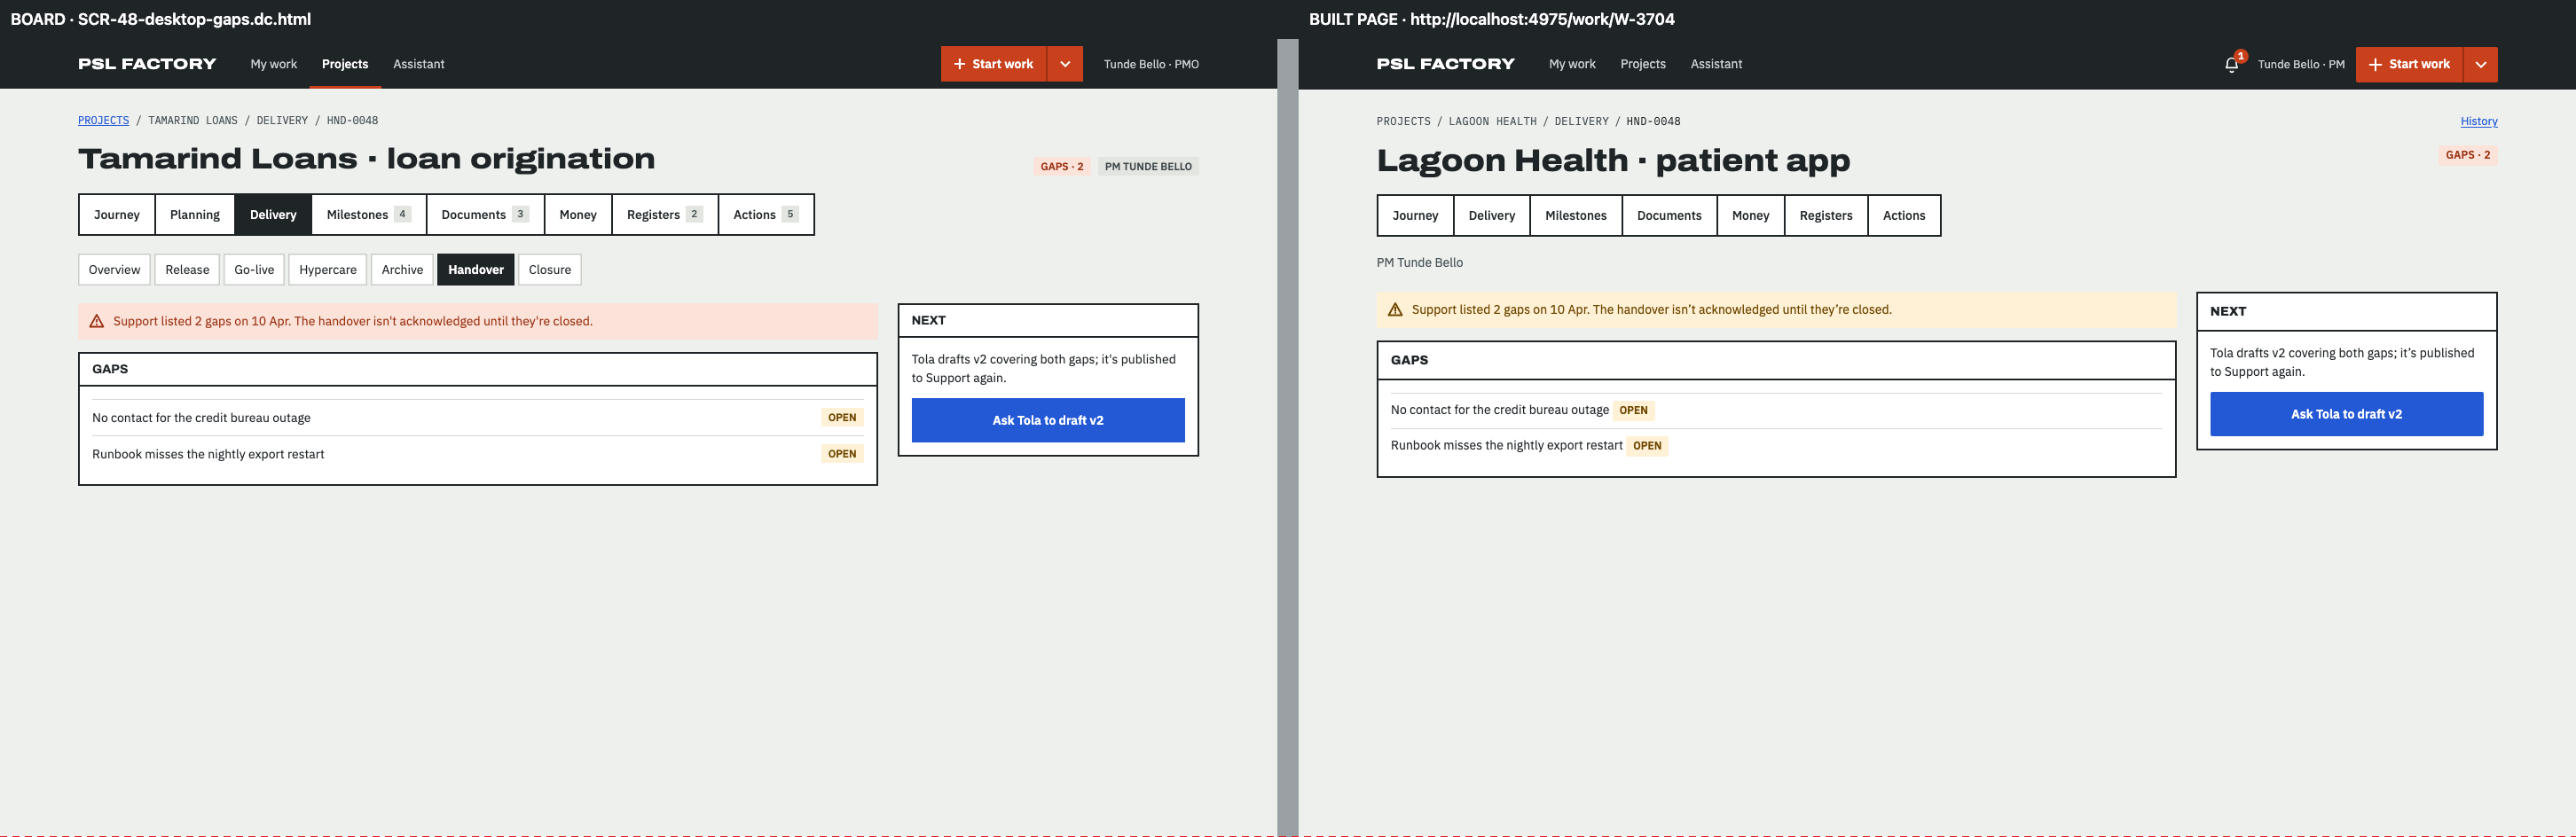 BOARD · SCR-48-desktop-gaps.dc.html
PSL FACTORY My work Projects Assistant + Start work Tunde Bello · PMO
PROJECTS / TAMARIND LOANS / DELIVERY / HND-0048
Tamarind Loans · loan origination
GAPS · 2 PM TUNDE BELLO
Journey Planning Delivery Milestones 4 Documents 3 Money Registers 2 Actions 5
Overview Release Go-live Hypercare Archive Handover Closure
Support listed 2 gaps on 10 Apr. The handover isn't acknowledged until they're closed.
GAPS
No contact for the credit bureau outage OPEN
Runbook misses the nightly export restart OPEN
NEXT
Tola drafts v2 covering both gaps; it's published
to Support again.
Ask Tola to draft v2
BUILT PAGE · http://localhost:4975/work/W-3704
PSL FACTORY My work Projects Assistant 1 Tunde Bello · PM + Start work
PROJECTS / LAGOON HEALTH / DELIVERY / HND-0048 History
Lagoon Health · patient app
GAPS · 2
Journey Delivery Milestones Documents Money Registers Actions
PM Tunde Bello
Support listed 2 gaps on 10 Apr. The handover isn’t acknowledged until they’re closed.
GAPS
No contact for the credit bureau outage OPEN
Runbook misses the nightly export restart OPEN
NEXT
Tola drafts v2 covering both gaps; it’s published
to Support again.
Ask Tola to draft v2